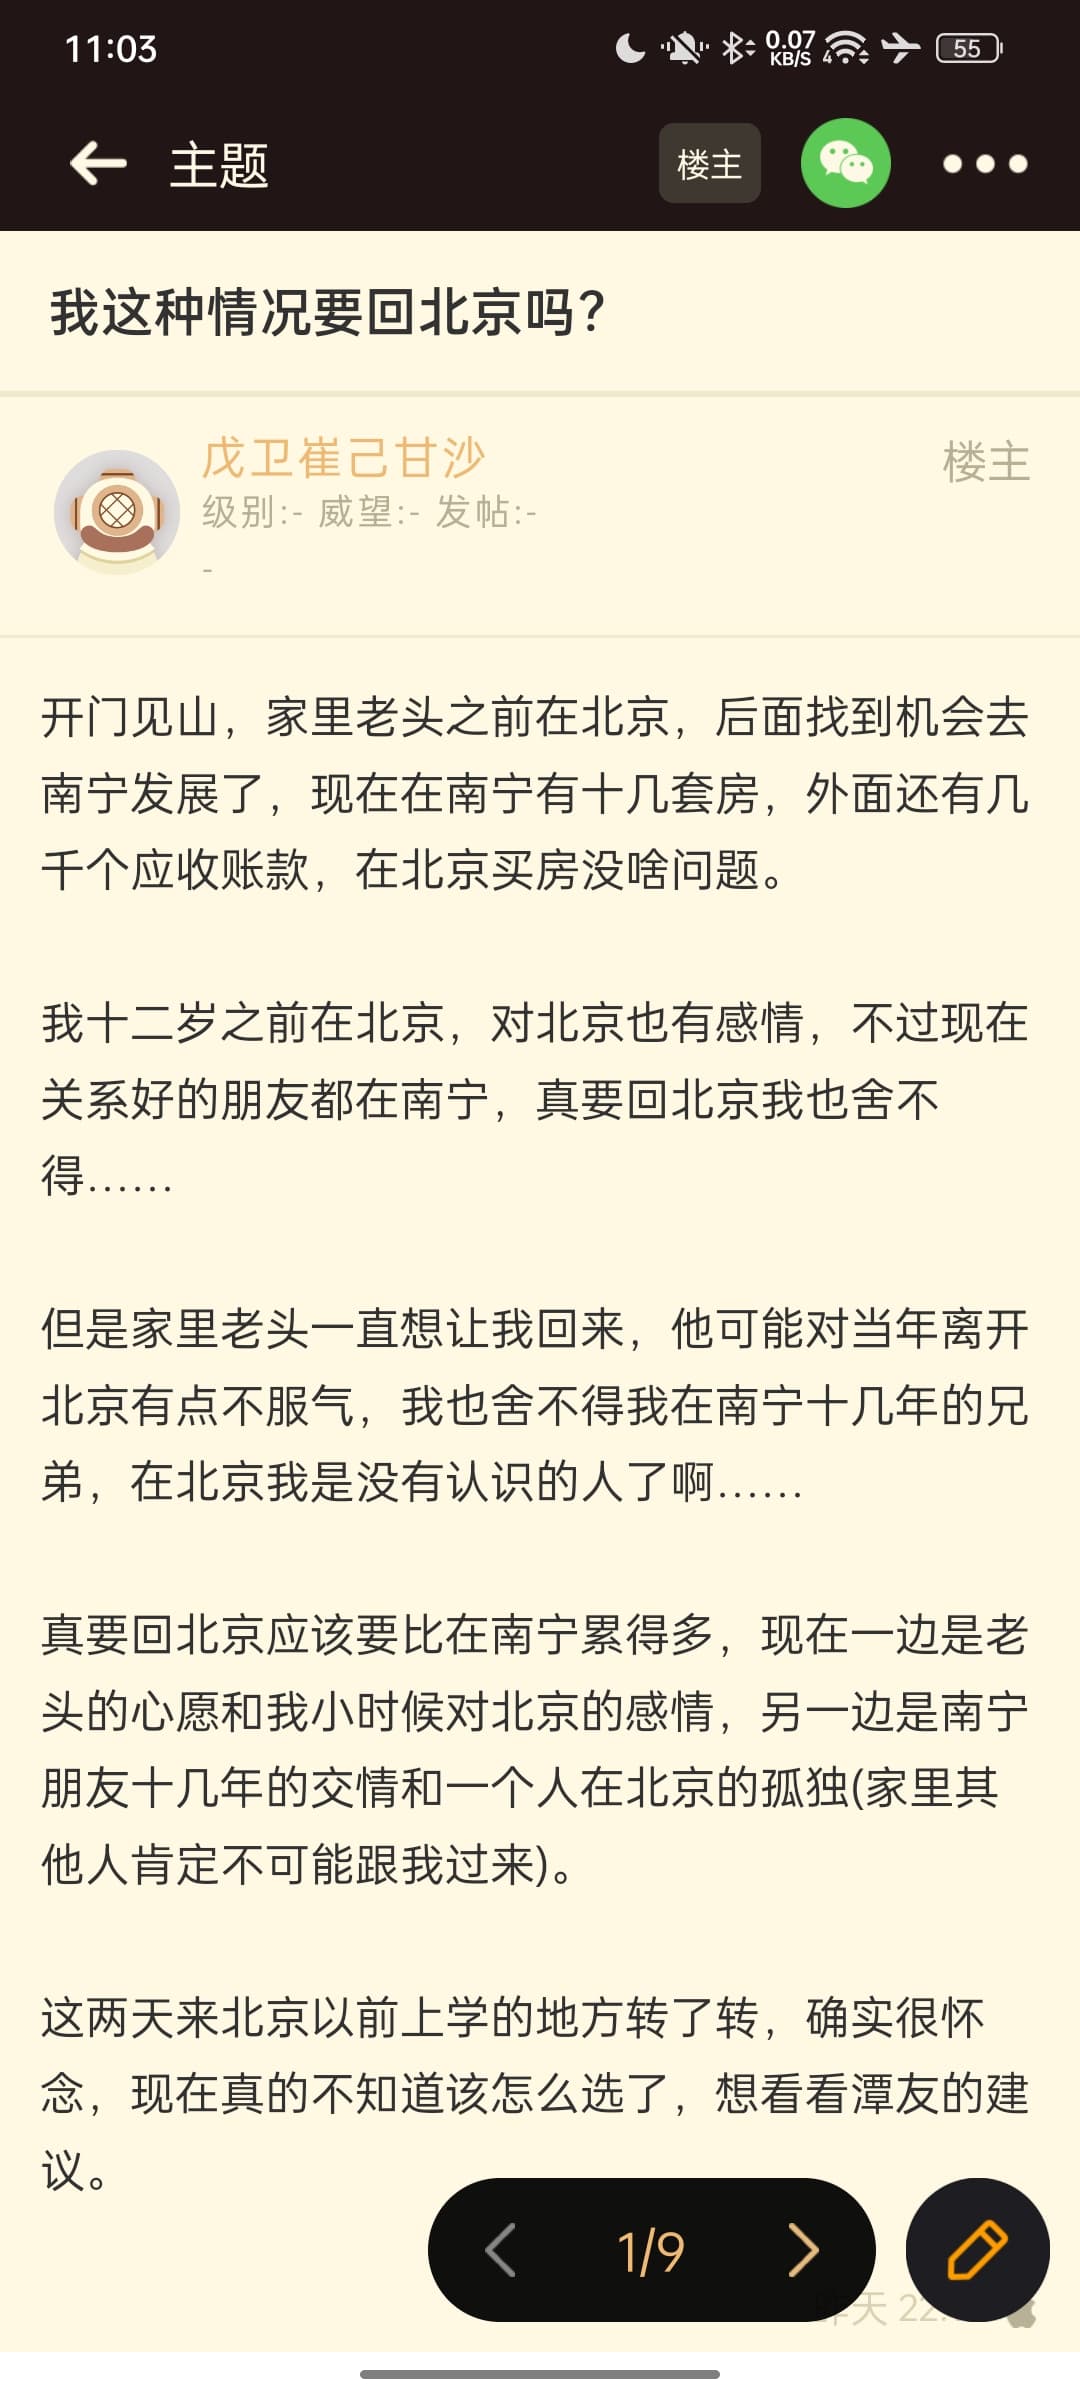 11:03
0.07
KB/S
4
55
主题
楼主
我这种情况要回北京吗？
戊卫崔己甘沙
楼主
级别:- 威望:- 发帖:-
-
开门见山，家里老头之前在北京，后面找到机会去
南宁发展了，现在在南宁有十几套房，外面还有几
千个应收账款，在北京买房没啥问题。
我十二岁之前在北京，对北京也有感情，不过现在
关系好的朋友都在南宁，真要回北京我也舍不
得……
但是家里老头一直想让我回来，他可能对当年离开
北京有点不服气，我也舍不得我在南宁十几年的兄
弟，在北京我是没有认识的人了啊……
真要回北京应该要比在南宁累得多，现在一边是老
头的心愿和我小时候对北京的感情，另一边是南宁
朋友十几年的交情和一个人在北京的孤独(家里其
他人肯定不可能跟我过来)。
这两天来北京以前上学的地方转了转，确实很怀
念，现在真的不知道该怎么选了，想看看潭友的建
议。
1/9
昨天 22